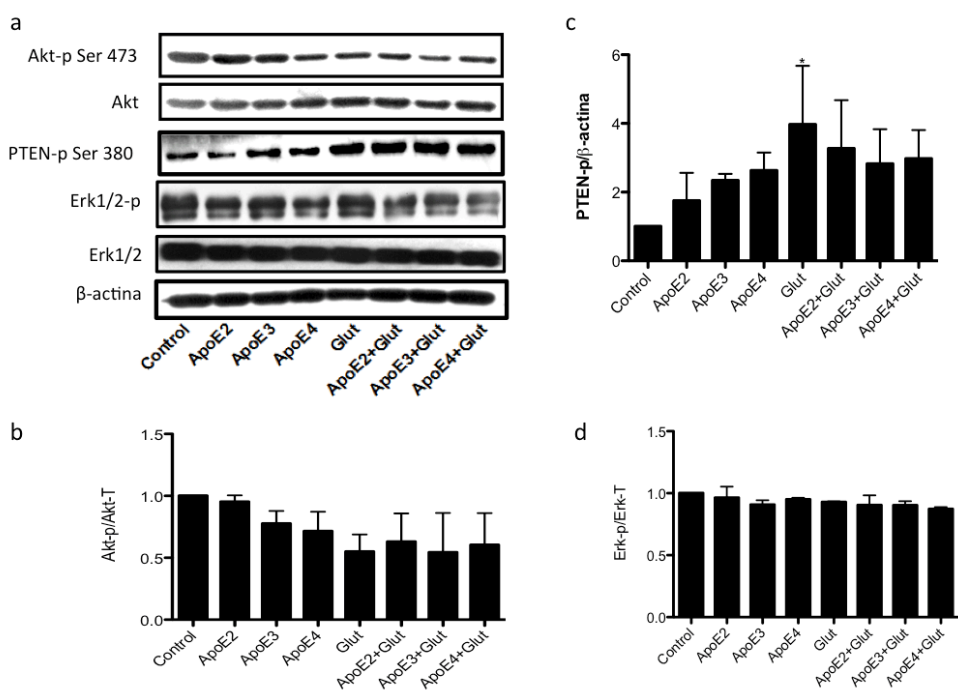 a
Akt-p Ser 473
Akt
PTEN-p Ser 380
Erk1/2-p
Erk1/2
β-actina
Control
ApoE2
ApoE3
ApoE4
Glut
ApoE2+Glut
ApoE3+Glut
ApoE4+Glut
c
PTEN-p/β-actina
6
4
2
0
*
Control
ApoE2
ApoE3
ApoE4
Glut
ApoE2+Glut
ApoE3+Glut
ApoE4+Glut
b
Akt-p/Akt-T
1.5
1.0
0.5
0.0
Control
ApoE2
ApoE3
ApoE4
Glut
ApoE2+Glut
ApoE3+Glut
ApoE4+Glut
d
Erk-p/Erk-T
1.5
1.0
0.5
0.0
Control
ApoE2
ApoE3
ApoE4
Glut
ApoE2+Glut
ApoE3+Glut
ApoE4+Glut